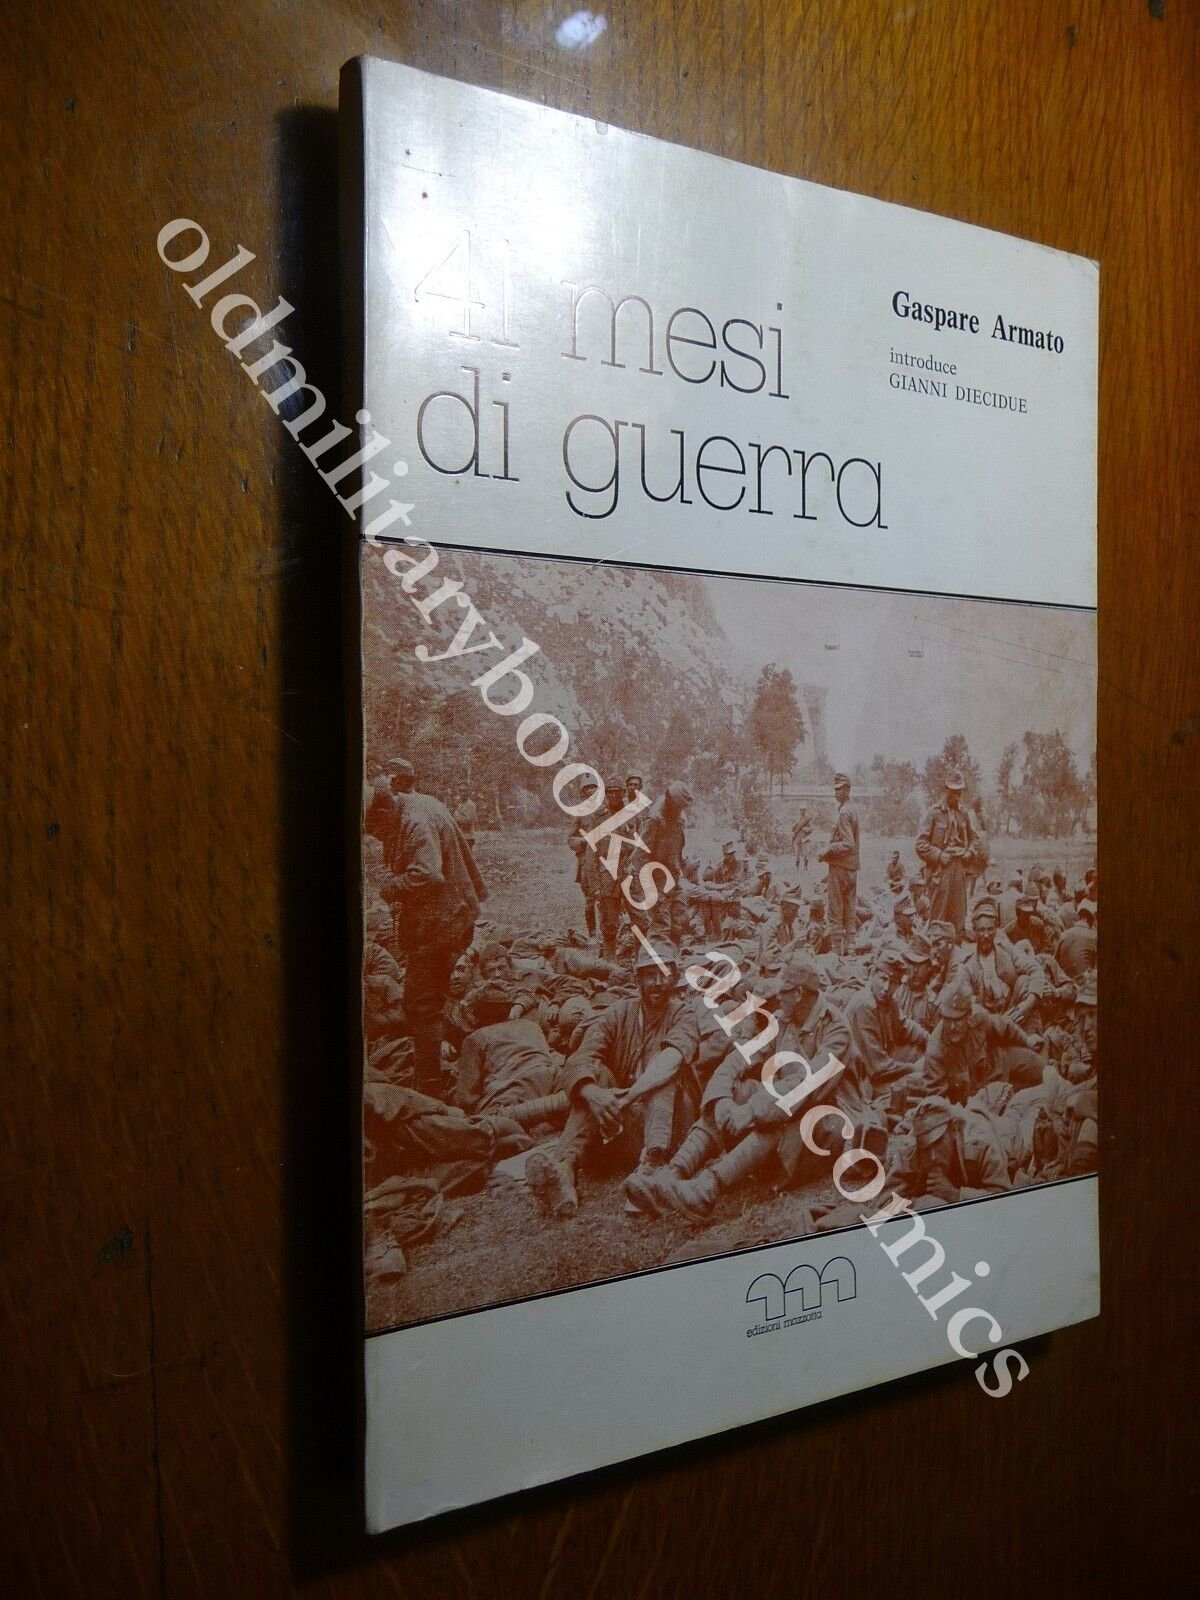 41 mesi
di guerra
Gaspare Armato
introduce
GIANNI DIECIDUE
edizioni mazzotta
oldmilitarybooks_andcomics